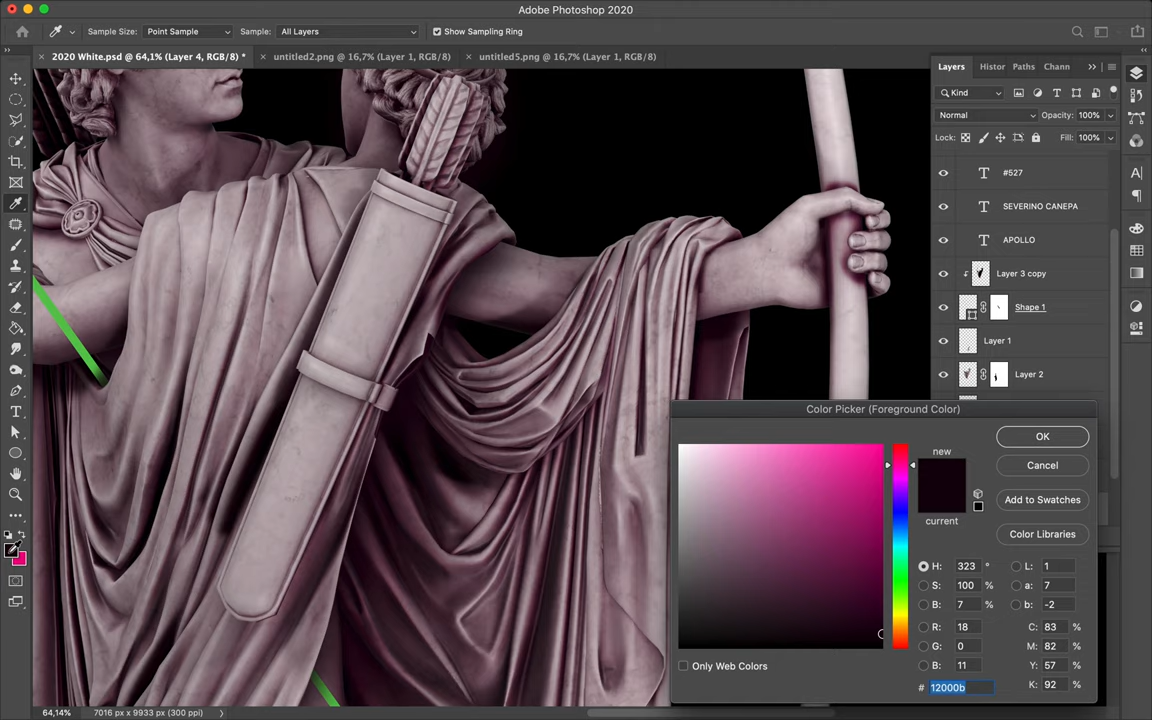 Adobe Photoshop 2020
Sample Size: Point Sample Sample: All Layers Show Sampling Ring
2020 White.psd @ 64,1% (Layer 4, RGB/8) * untitled2.png @ 16,7% (Layer 1, RGB/8) untitled5.png @ 16,7% (Layer 1, RGB/8)
Layers Histor Paths Chann
Kind
Normal Opacity: 100%
Lock: Fill: 100%
#527
SEVERINO CANEPA
APOLLO
Layer 3 copy
Shape 1
Layer 1
Layer 2
Color Picker (Foreground Color)
new
current
OK
Cancel
Add to Swatches
Color Libraries
H: 323 ° L: 1
S: 100 % a: 7
B: 7 % b: -2
R: 18 C: 83 %
G: 0 M: 82 %
B: 11 Y: 57 %
# 12000b K: 92 %
Only Web Colors
64,14% 7016 px x 9933 px (300 ppi)